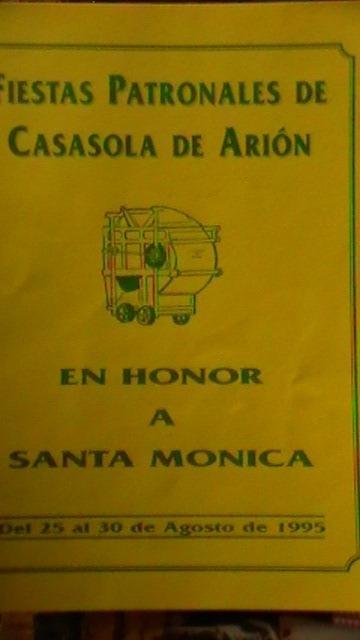 FIESTAS PATRONALES DE
CASASOLA DE ARIÓN
EN HONOR
A
SANTA MONICA
Del 25 al 30 de Agosto de 1995